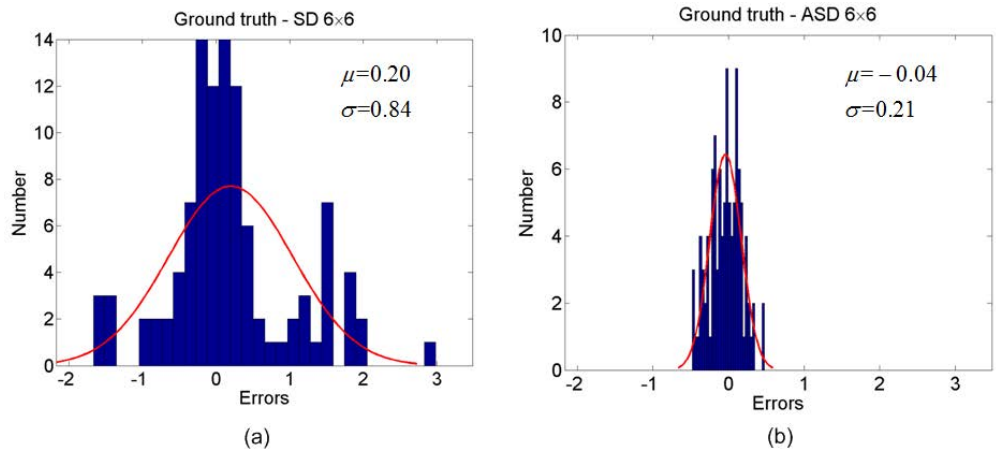 Ground truth - SD 6×6
14
12
10
8
6
4
2
0
Number
μ=0.20
σ=0.84
-2 -1 0 1 2 3
Errors
(a)
Ground truth - ASD 6×6
10
8
6
4
2
0
Number
μ=－0.04
σ=0.21
-2 -1 0 1 2 3
Errors
(b)